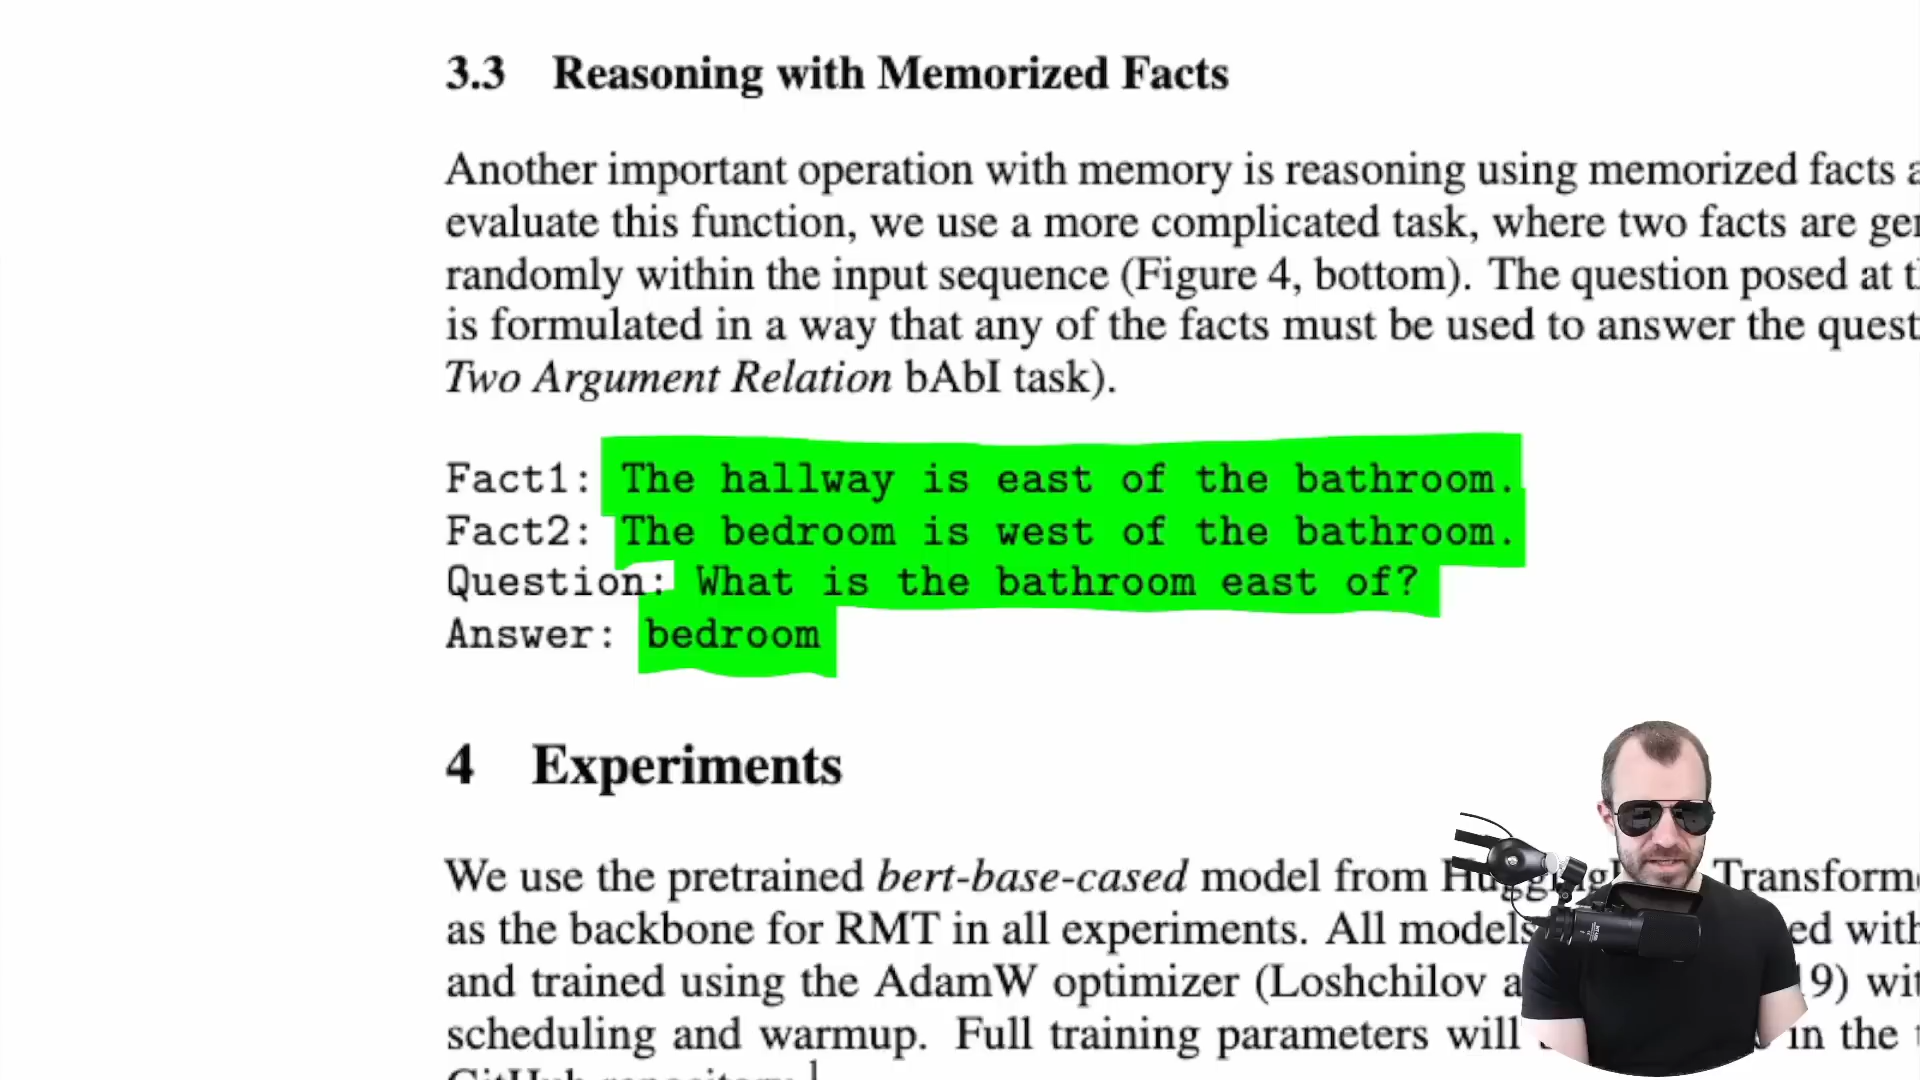 3.3 Reasoning with Memorized Facts
Another important operation with memory is reasoning using memorized facts
evaluate this function, we use a more complicated task, where two facts are
randomly within the input sequence (Figure 4, bottom). The question posed at
is formulated in a way that any of the facts must be used to answer the
Two Argument Relation bAbI task).
Fact1: The hallway is east of the bathroom.
Fact2: The bedroom is west of the bathroom.
Question: What is the bathroom east of?
Answer: bedroom
4 Experiments
We use the pretrained bert-base-cased model from
as the backbone for RMT in all experiments. All models
and trained using the AdamW optimizer (Loshchilov 9)
scheduling and warmup. Full training parameters will in the